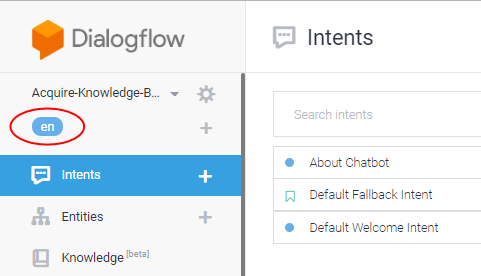 Dialogflow
Intents
Acquire-Knowledge-B...
en
Search intents
Intents
About Chatbot
Default Fallback Intent
Entities
Default Welcome Intent
Knowledge [beta]